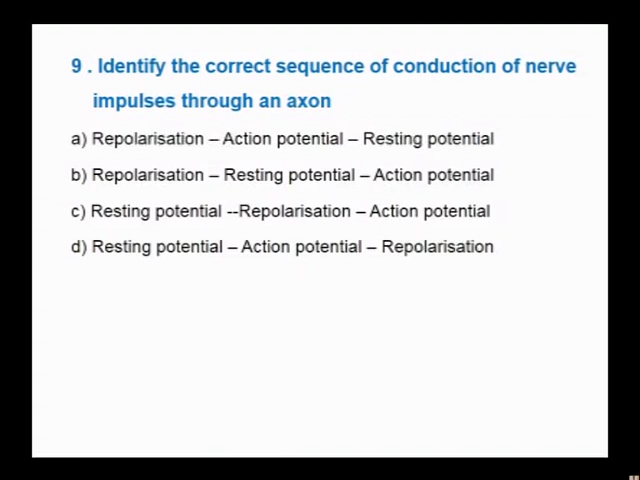 9 . Identify the correct sequence of conduction of nerve
impulses through an axon
a) Repolarisation – Action potential – Resting potential
b) Repolarisation – Resting potential – Action potential
c) Resting potential --Repolarisation – Action potential
d) Resting potential – Action potential – Repolarisation